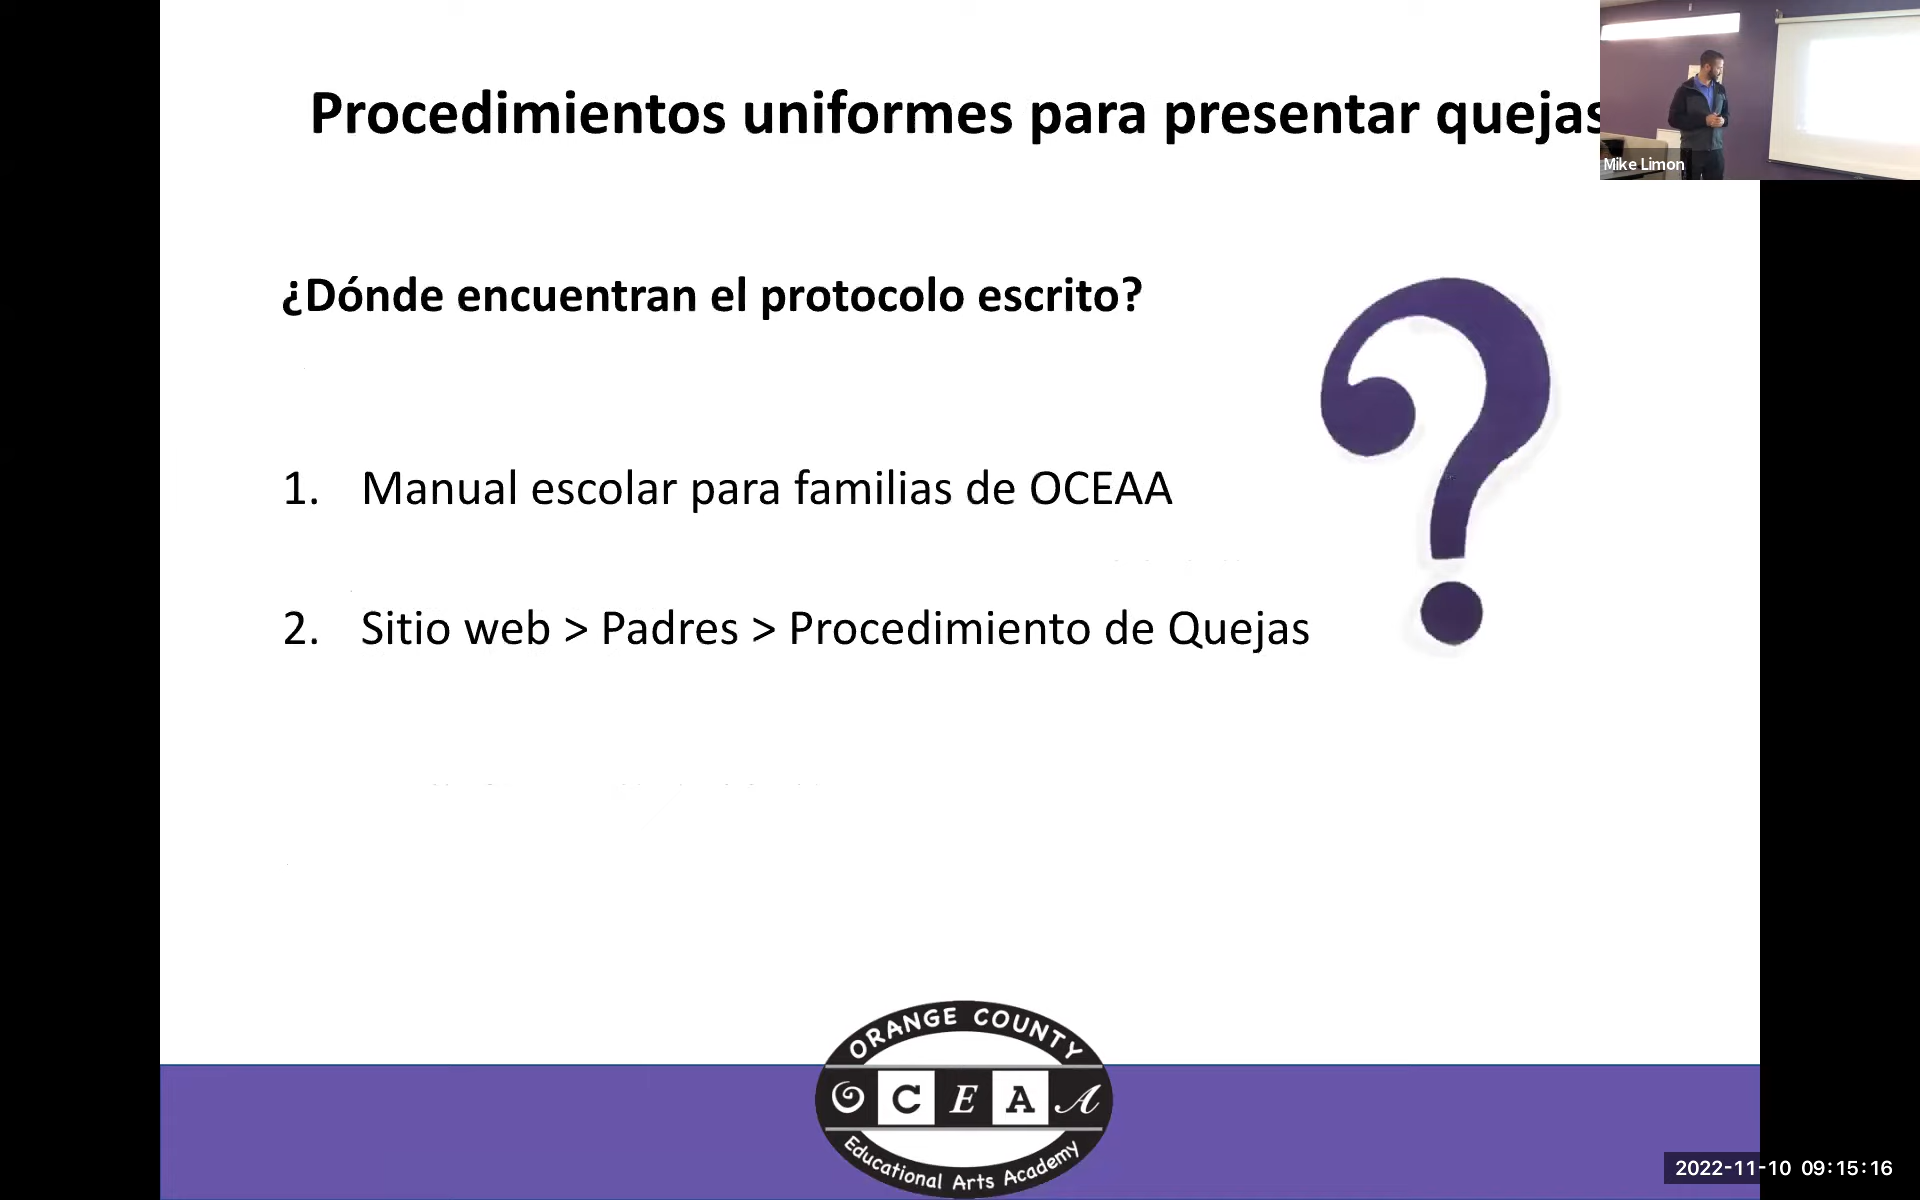 Procedimientos uniformes para presentar quejas
Mike Limon
¿Dónde encuentran el protocolo escrito?
1. Manual escolar para familias de OCEAA
2. Sitio web > Padres > Procedimiento de Quejas
ORANGE COUNTY
OCEAA
Educational Arts Academy
2022-11-10 09:15:16